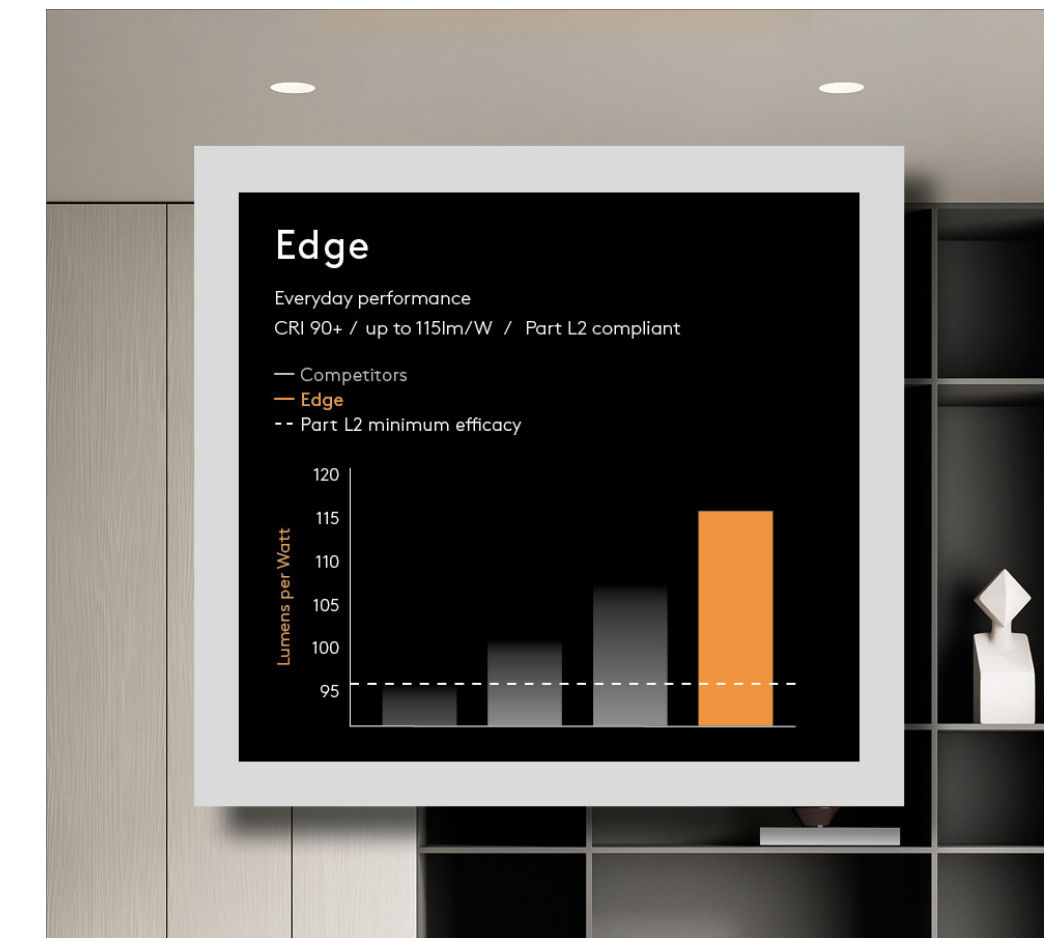 Edge
Everyday performance
CRI 90+ / up to 115lm/W / Part L2 compliant
Competitors
Edge
Part L2 minimum efficacy
120
115
110
105
100
95
Lumens per Watt